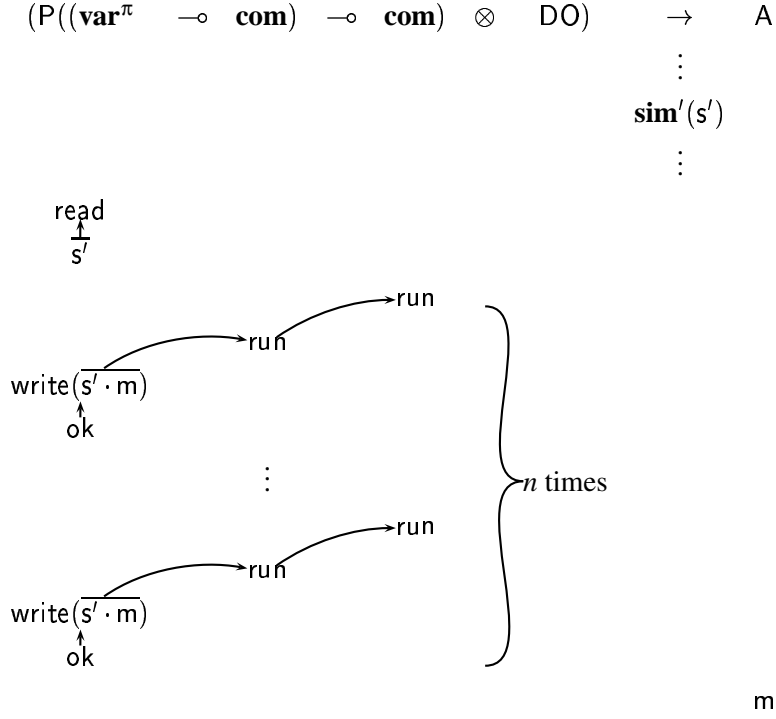 (P((var^π ⊸ com) ⊸ com) ⊗ DO) → A
⋮
sim′(s′)
⋮
read
s̅′̅
run
run
write(s̅′̅ ̅·̅ ̅m̅)
ok
⋮
n times
run
run
write(s̅′̅ ̅·̅ ̅m̅)
ok
m